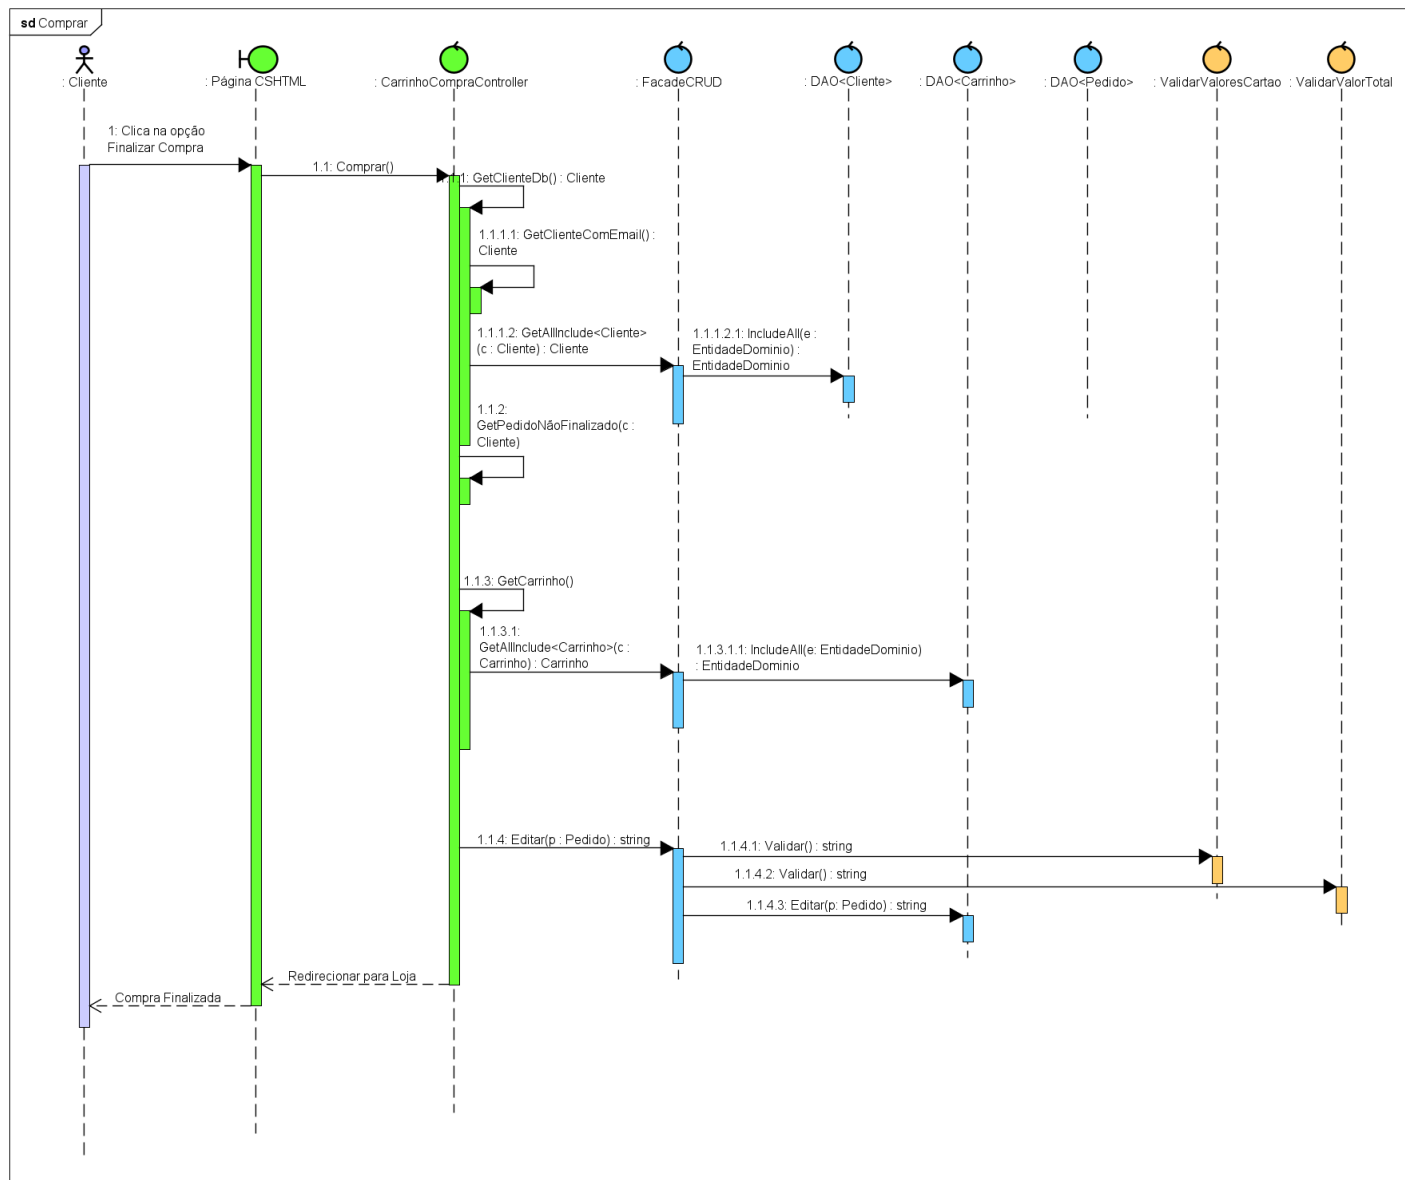 sd Comprar
: Cliente
: Página CSHTML
: CarrinhoCompraController
: FacadeCRUD
: DAO<Cliente>
: DAO<Carrinho>
: DAO<Pedido>
: ValidarValoresCartao
: ValidarValorTotal
1: Clica na opção
Finalizar Compra
1.1: Comprar()
1.1.1: GetClienteDb() : Cliente
1.1.1.1: GetClienteComEmail() :
Cliente
1.1.1.2: GetAllInclude<Cliente>
(c : Cliente) : Cliente
1.1.1.2.1: IncludeAll(e :
EntidadeDominio) :
EntidadeDominio
1.1.2:
GetPedidoNãoFinalizado(c :
Cliente)
1.1.3: GetCarrinho()
1.1.3.1:
GetAllInclude<Carrinho>(c :
Carrinho) : Carrinho
1.1.3.1.1: IncludeAll(e: EntidadeDominio)
: EntidadeDominio
1.1.4: Editar(p : Pedido) : string
1.1.4.1: Validar() : string
1.1.4.2: Validar() : string
1.1.4.3: Editar(p: Pedido) : string
Redirecionar para Loja
Compra Finalizada